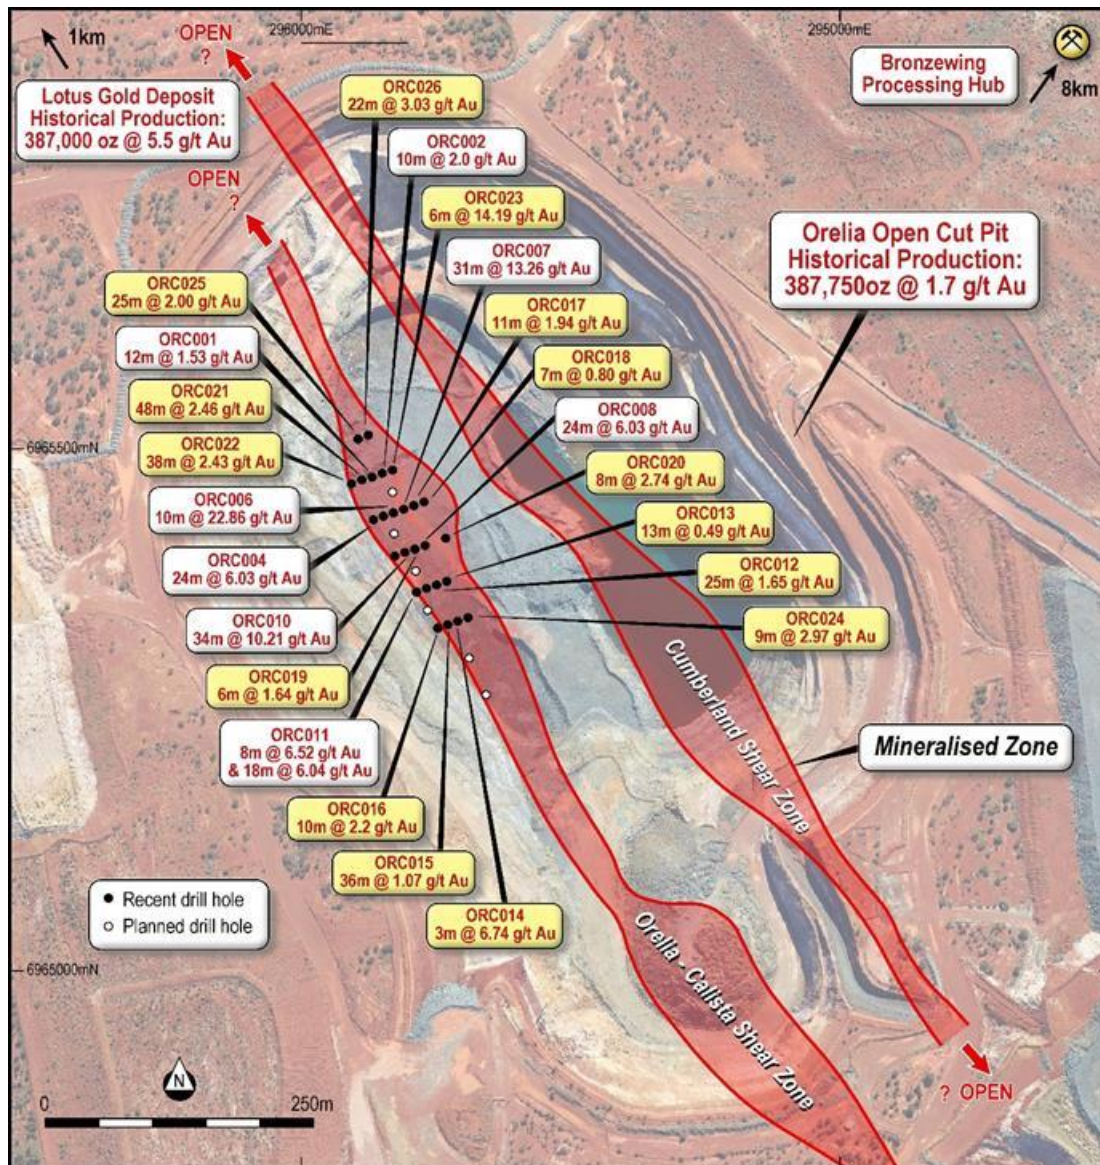 296000mE
295000mE
1km
OPEN
?
Lotus Gold Deposit
Historical Production:
387,000 oz @ 5.5 g/t Au
Bronzewing
Processing Hub
8km
ORC026
22m @ 3.03 g/t Au
ORC002
10m @ 2.0 g/t Au
OPEN
?
ORC023
6m @ 14.19 g/t Au
Orelia Open Cut Pit
Historical Production:
387,750oz @ 1.7 g/t Au
ORC007
31m @ 13.26 g/t Au
ORC025
25m @ 2.00 g/t Au
ORC017
11m @ 1.94 g/t Au
ORC001
12m @ 1.53 g/t Au
ORC018
7m @ 0.80 g/t Au
ORC021
48m @ 2.46 g/t Au
ORC008
24m @ 6.03 g/t Au
6965500mN
ORC022
38m @ 2.43 g/t Au
ORC020
8m @ 2.74 g/t Au
ORC006
10m @ 22.86 g/t Au
ORC013
13m @ 0.49 g/t Au
ORC004
24m @ 6.03 g/t Au
ORC012
25m @ 1.65 g/t Au
ORC010
34m @ 10.21 g/t Au
ORC024
9m @ 2.97 g/t Au
ORC019
6m @ 1.64 g/t Au
Cumberland Shear Zone
ORC011
8m @ 6.52 g/t Au
& 18m @ 6.04 g/t Au
Mineralised Zone
ORC016
10m @ 2.2 g/t Au
ORC015
36m @ 1.07 g/t Au
ORC014
3m @ 6.74 g/t Au
Recent drill hole
Planned drill hole
Orelia - Calista Shear Zone
6965000mN
N
0
250m
? OPEN